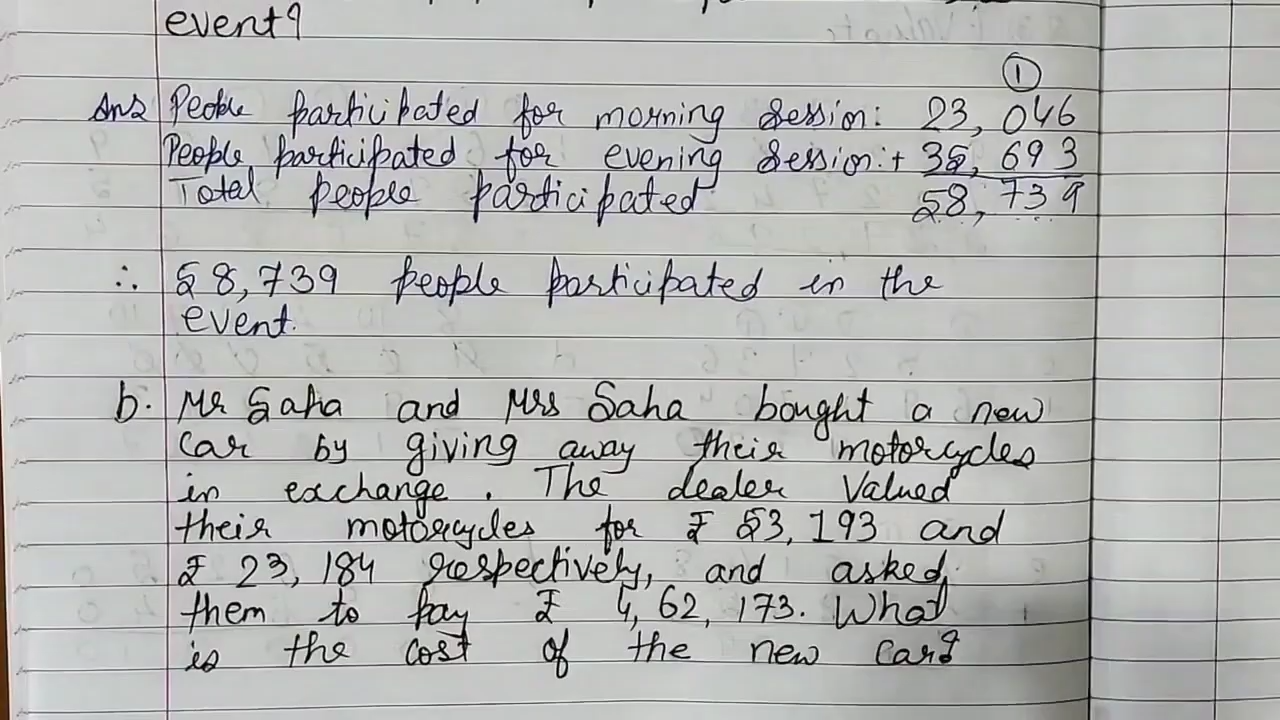 event?
①
Ans People participated for morning Session: 23,046
People participated for evening Session: + 35,693
Total people participated 58,739
∴ 58,739 people participated in the
event.
b. Mr Saha and Mrs Saha bought a new
car by giving away their motorcycles
in exchange. The dealer Valued
their motorcycles for ₹ 53,193 and
₹ 23,184 respectively, and asked
them to pay ₹ 4,62,173. What
is the cost of the new car?